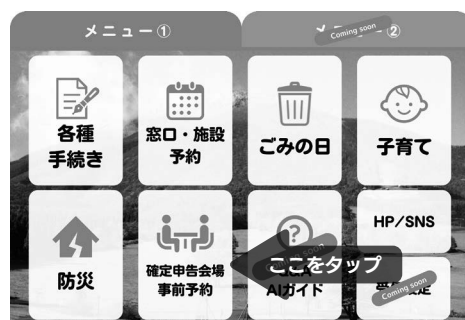 メニュー①
Coming soon
②
各種
手続き
窓口・施設
予約
ごみの日
子育て
防災
確定申告会場
事前予約
ここをタップ
AIガイド
HP/SNS
Coming soon
定